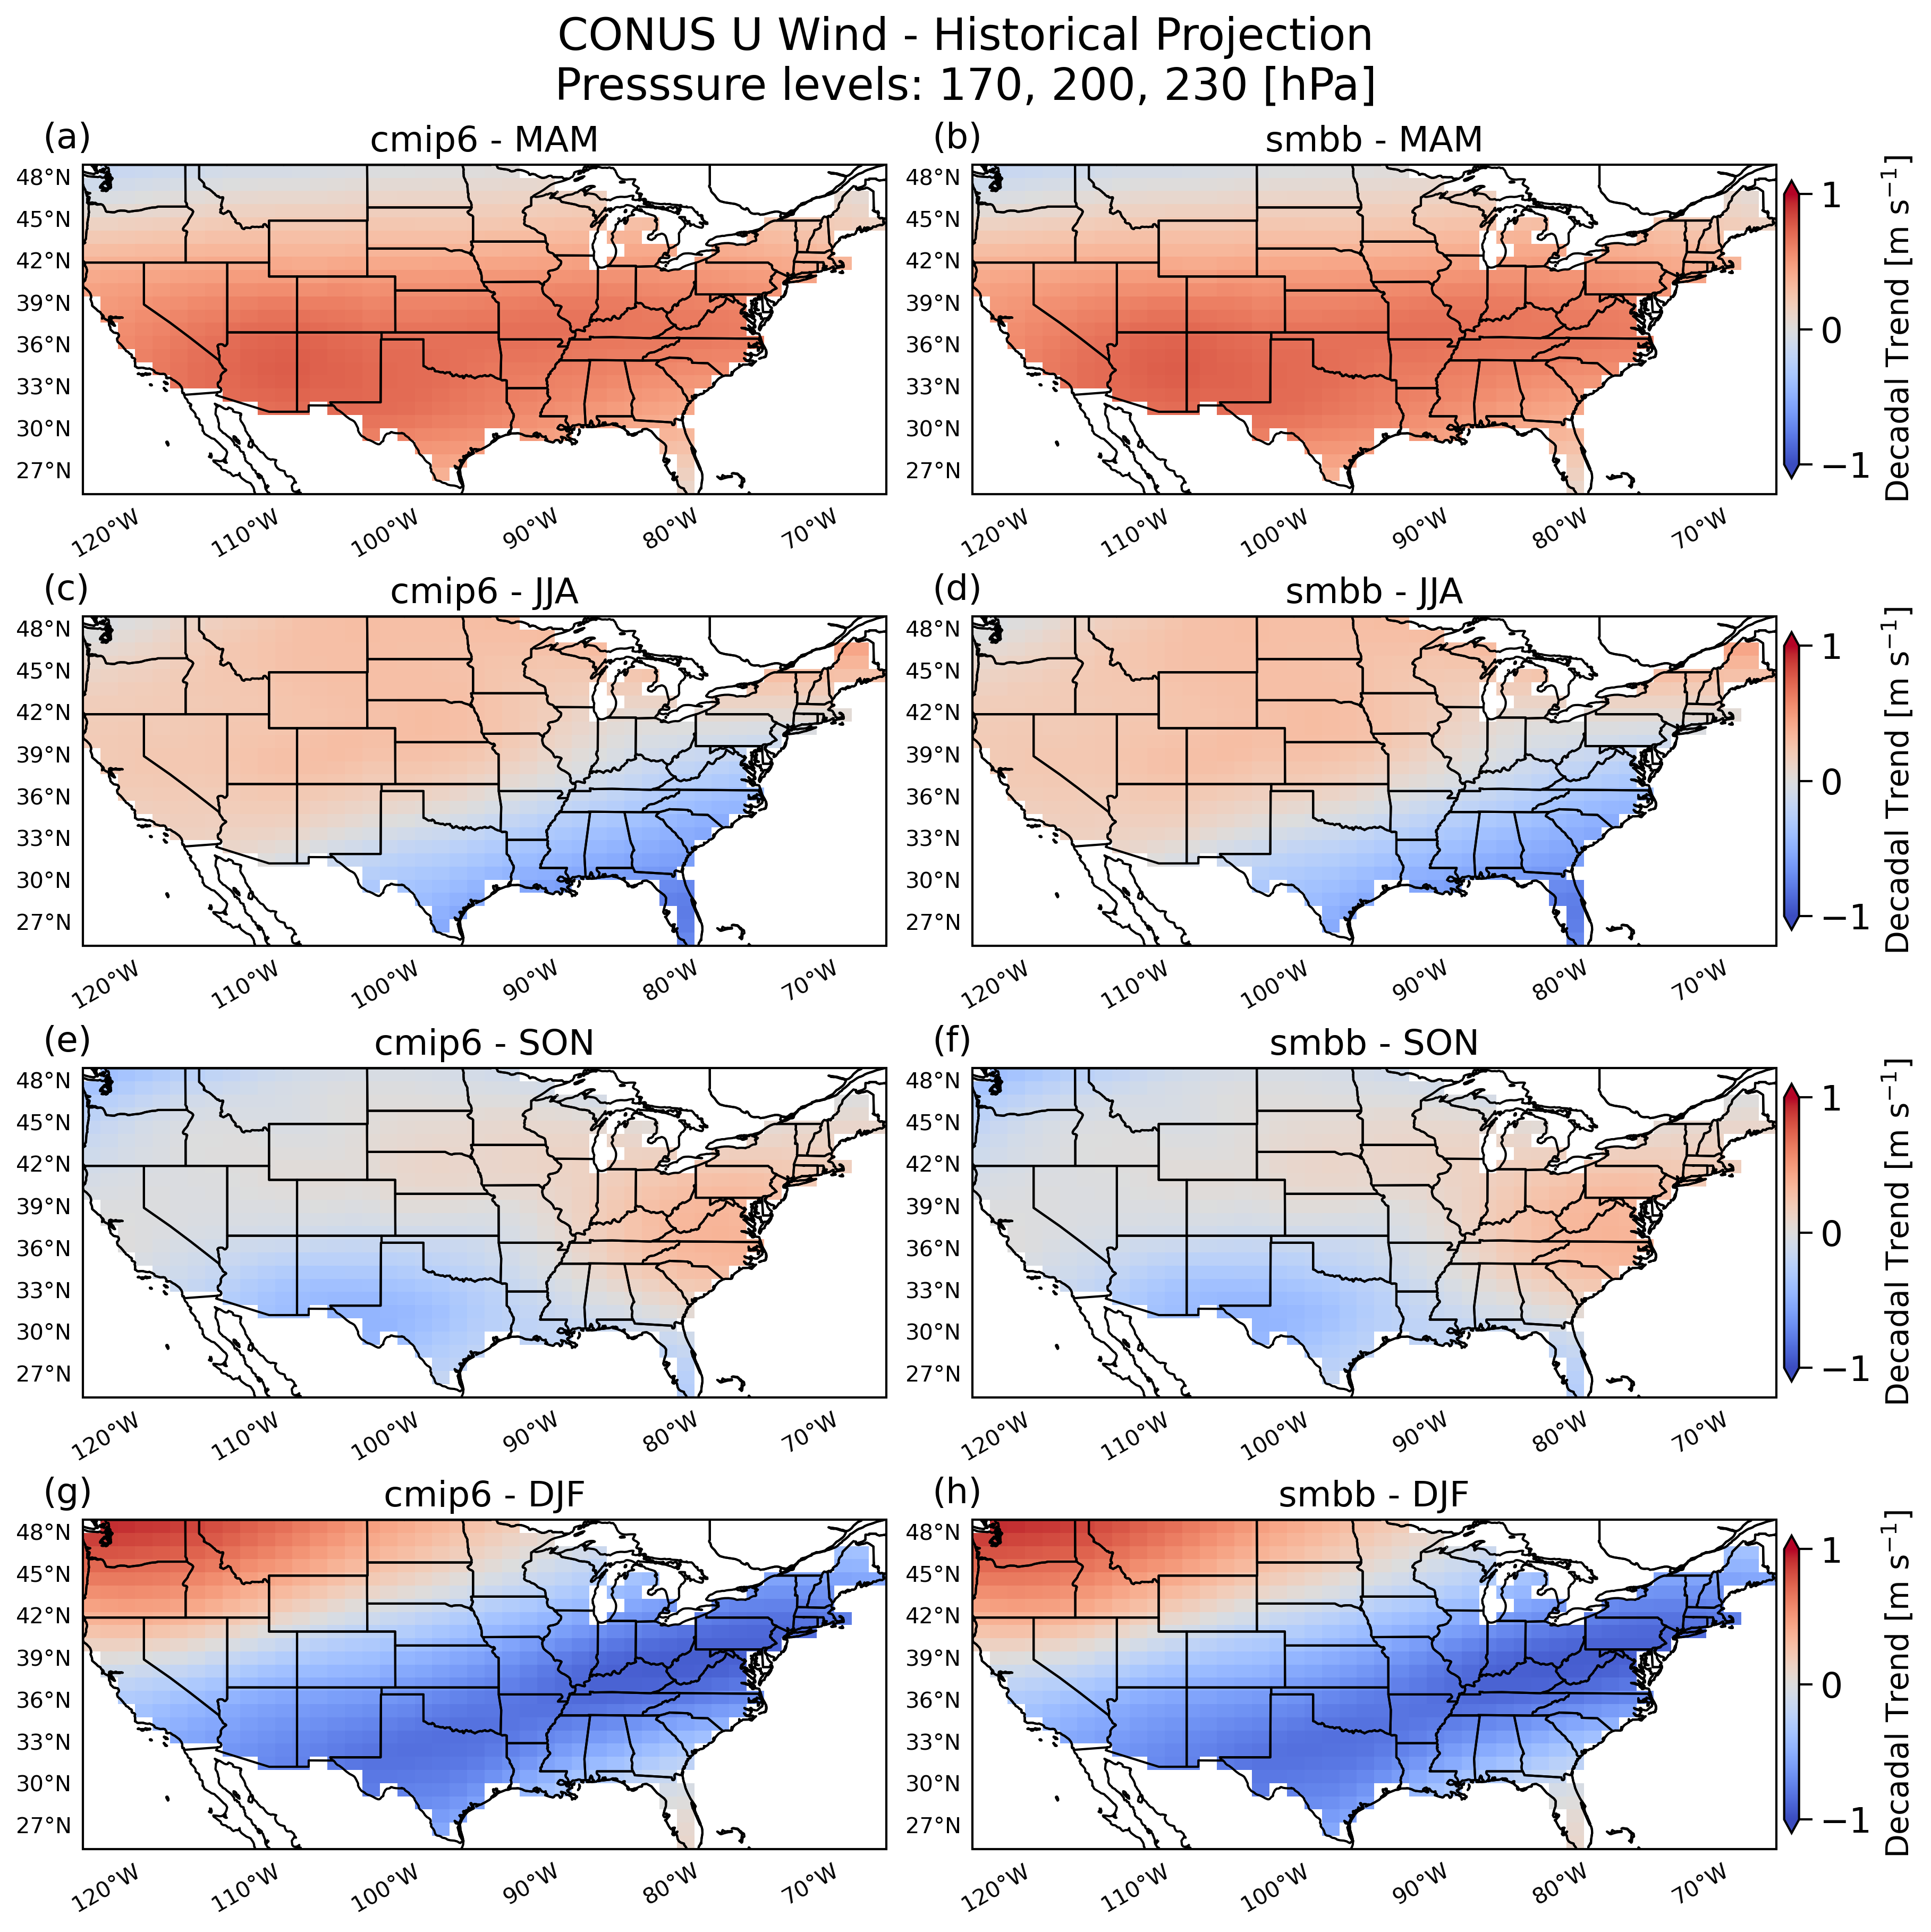 CONUS U Wind - Historical Projection
Presssure levels: 170, 200, 230 [hPa]
(a) cmip6 - MAM
48°N
45°N
42°N
39°N
36°N
33°N
30°N
27°N
120°W 110°W 100°W 90°W 80°W 70°W
(b) smbb - MAM
48°N
45°N
42°N
39°N
36°N
33°N
30°N
27°N
120°W 110°W 100°W 90°W 80°W 70°W
1
0
−1
Decadal Trend [m s⁻¹]
(c) cmip6 - JJA
48°N
45°N
42°N
39°N
36°N
33°N
30°N
27°N
120°W 110°W 100°W 90°W 80°W 70°W
(d) smbb - JJA
48°N
45°N
42°N
39°N
36°N
33°N
30°N
27°N
120°W 110°W 100°W 90°W 80°W 70°W
1
0
−1
Decadal Trend [m s⁻¹]
(e) cmip6 - SON
48°N
45°N
42°N
39°N
36°N
33°N
30°N
27°N
120°W 110°W 100°W 90°W 80°W 70°W
(f) smbb - SON
48°N
45°N
42°N
39°N
36°N
33°N
30°N
27°N
120°W 110°W 100°W 90°W 80°W 70°W
1
0
−1
Decadal Trend [m s⁻¹]
(g) cmip6 - DJF
48°N
45°N
42°N
39°N
36°N
33°N
30°N
27°N
120°W 110°W 100°W 90°W 80°W 70°W
(h) smbb - DJF
48°N
45°N
42°N
39°N
36°N
33°N
30°N
27°N
120°W 110°W 100°W 90°W 80°W 70°W
1
0
−1
Decadal Trend [m s⁻¹]